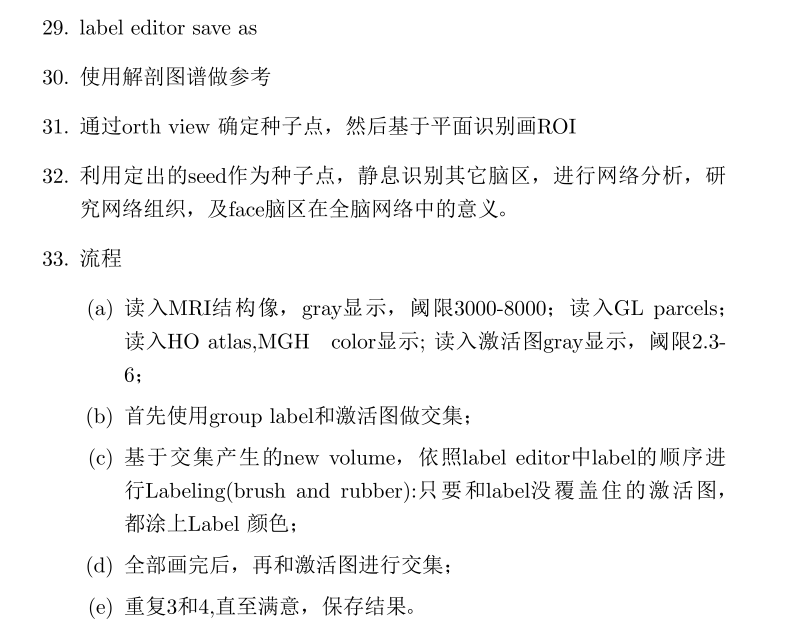 29. label editor save as
30. 使用解剖图谱做参考
31. 通过orth view 确定种子点，然后基于平面识别画ROI
32. 利用定出的seed作为种子点，静息识别其它脑区，进行网络分析，研
究网络组织，及face脑区在全脑网络中的意义。
33. 流程
(a) 读入MRI结构像，gray显示，阈限3000-8000；读入GL parcels；
读入HO atlas,MGH color显示; 读入激活图gray显示，阈限2.3-
6；
(b) 首先使用group label和激活图做交集；
(c) 基于交集产生的new volume，依照label editor中label的顺序进
行Labeling(brush and rubber):只要和label没覆盖住的激活图，
都涂上Label 颜色；
(d) 全部画完后，再和激活图进行交集；
(e) 重复3和4,直至满意，保存结果。